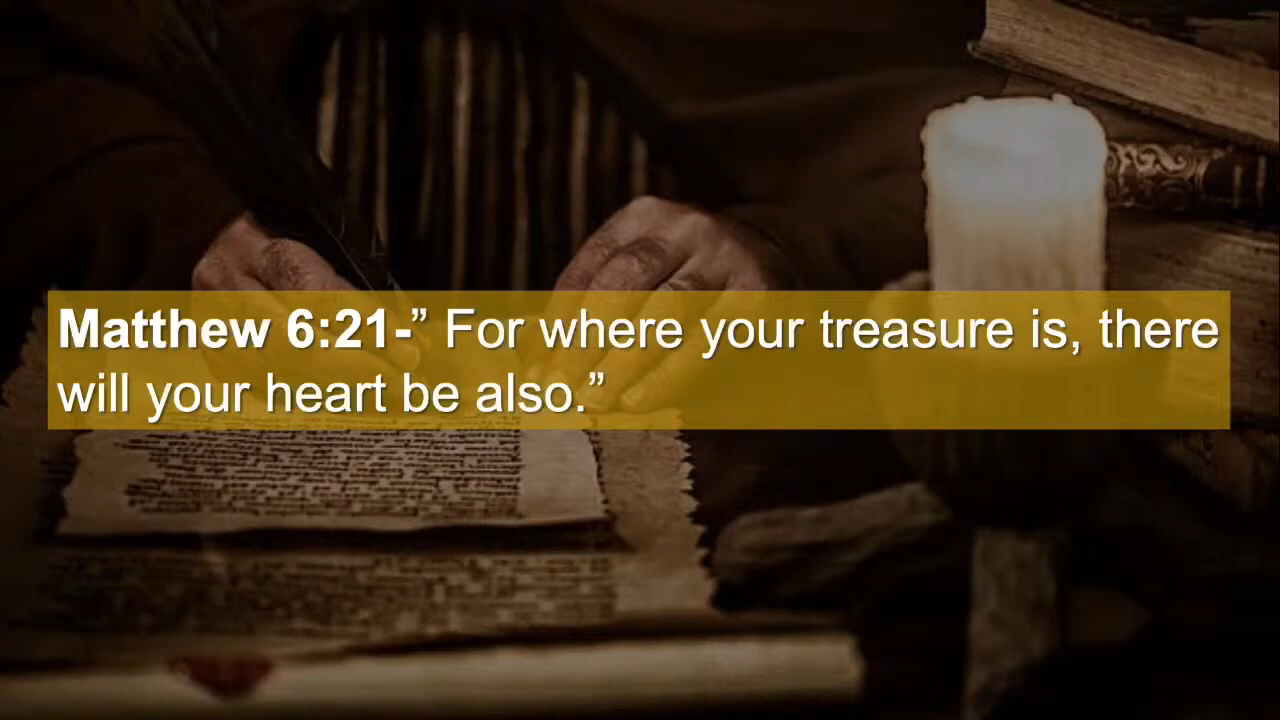 Matthew 6:21-” For where your treasure is, there
will your heart be also.”